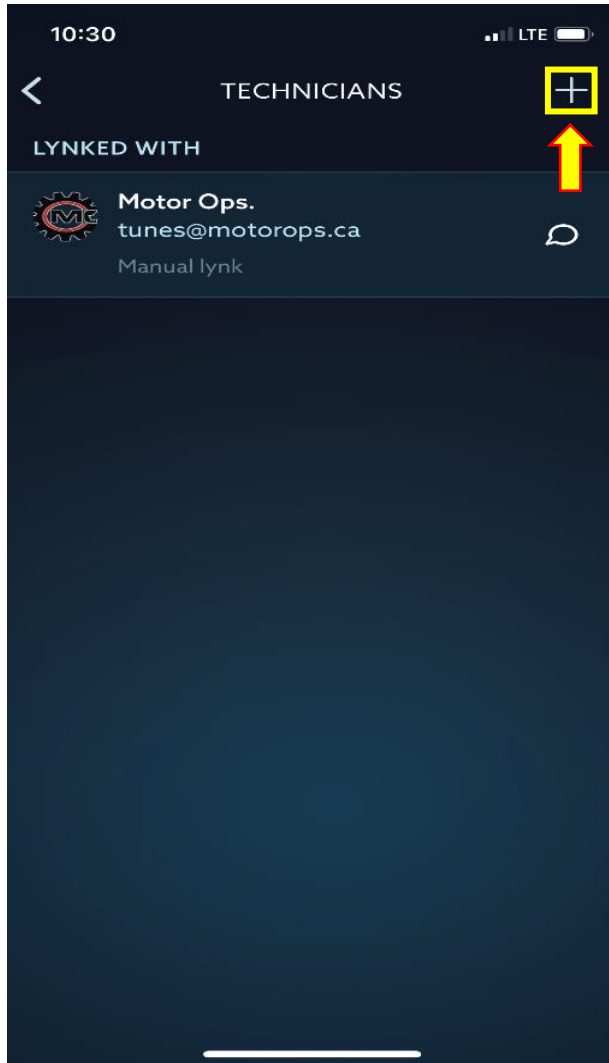 10:30 LTE
TECHNICIANS
LYNKED WITH
Motor Ops.
tunes@motorops.ca
Manual lynk